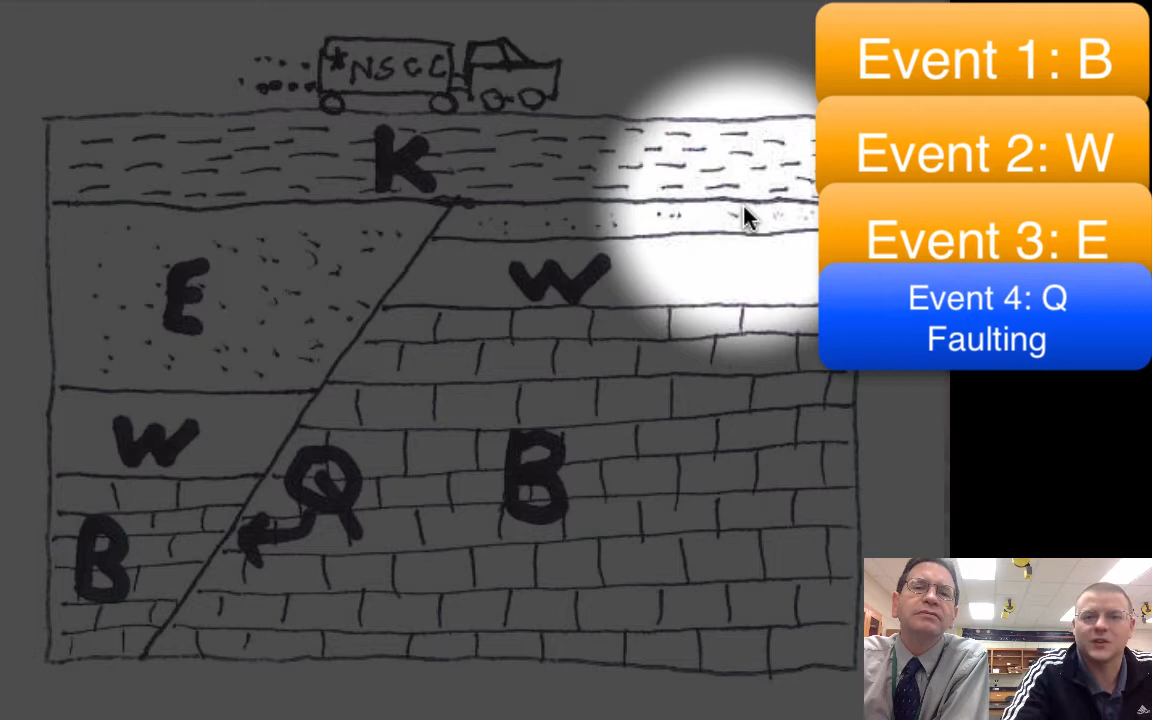 *NSCC
K
E
W
W
Q
B
B
Event 1: B
Event 2: W
Event 3: E
Event 4: Q
Faulting